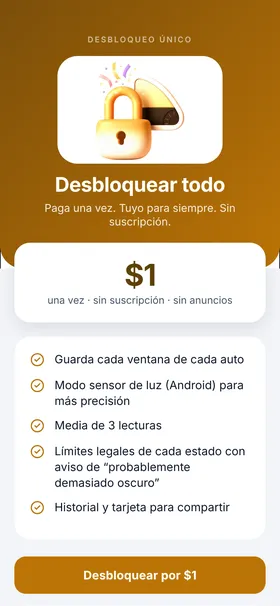 DESBLOQUEO ÚNICO
Desbloquear todo
Paga una vez. Tuyo para siempre. Sin
suscripción.
$1
una vez · sin suscripción · sin anuncios
Guarda cada ventana de cada auto
Modo sensor de luz (Android) para
más precisión
Media de 3 lecturas
Límites legales de cada estado con
aviso de “probablemente
demasiado oscuro”
Historial y tarjeta para compartir
Desbloquear por $1